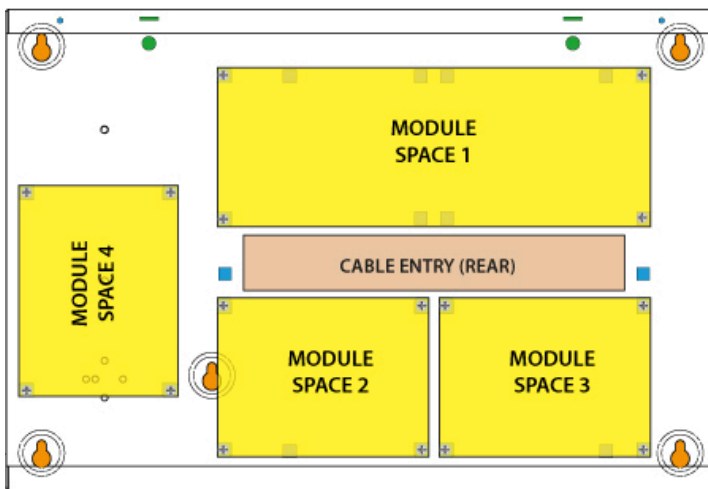 MODULE
SPACE 1
MODULE
SPACE 4
CABLE ENTRY (REAR)
MODULE
SPACE 2
MODULE
SPACE 3